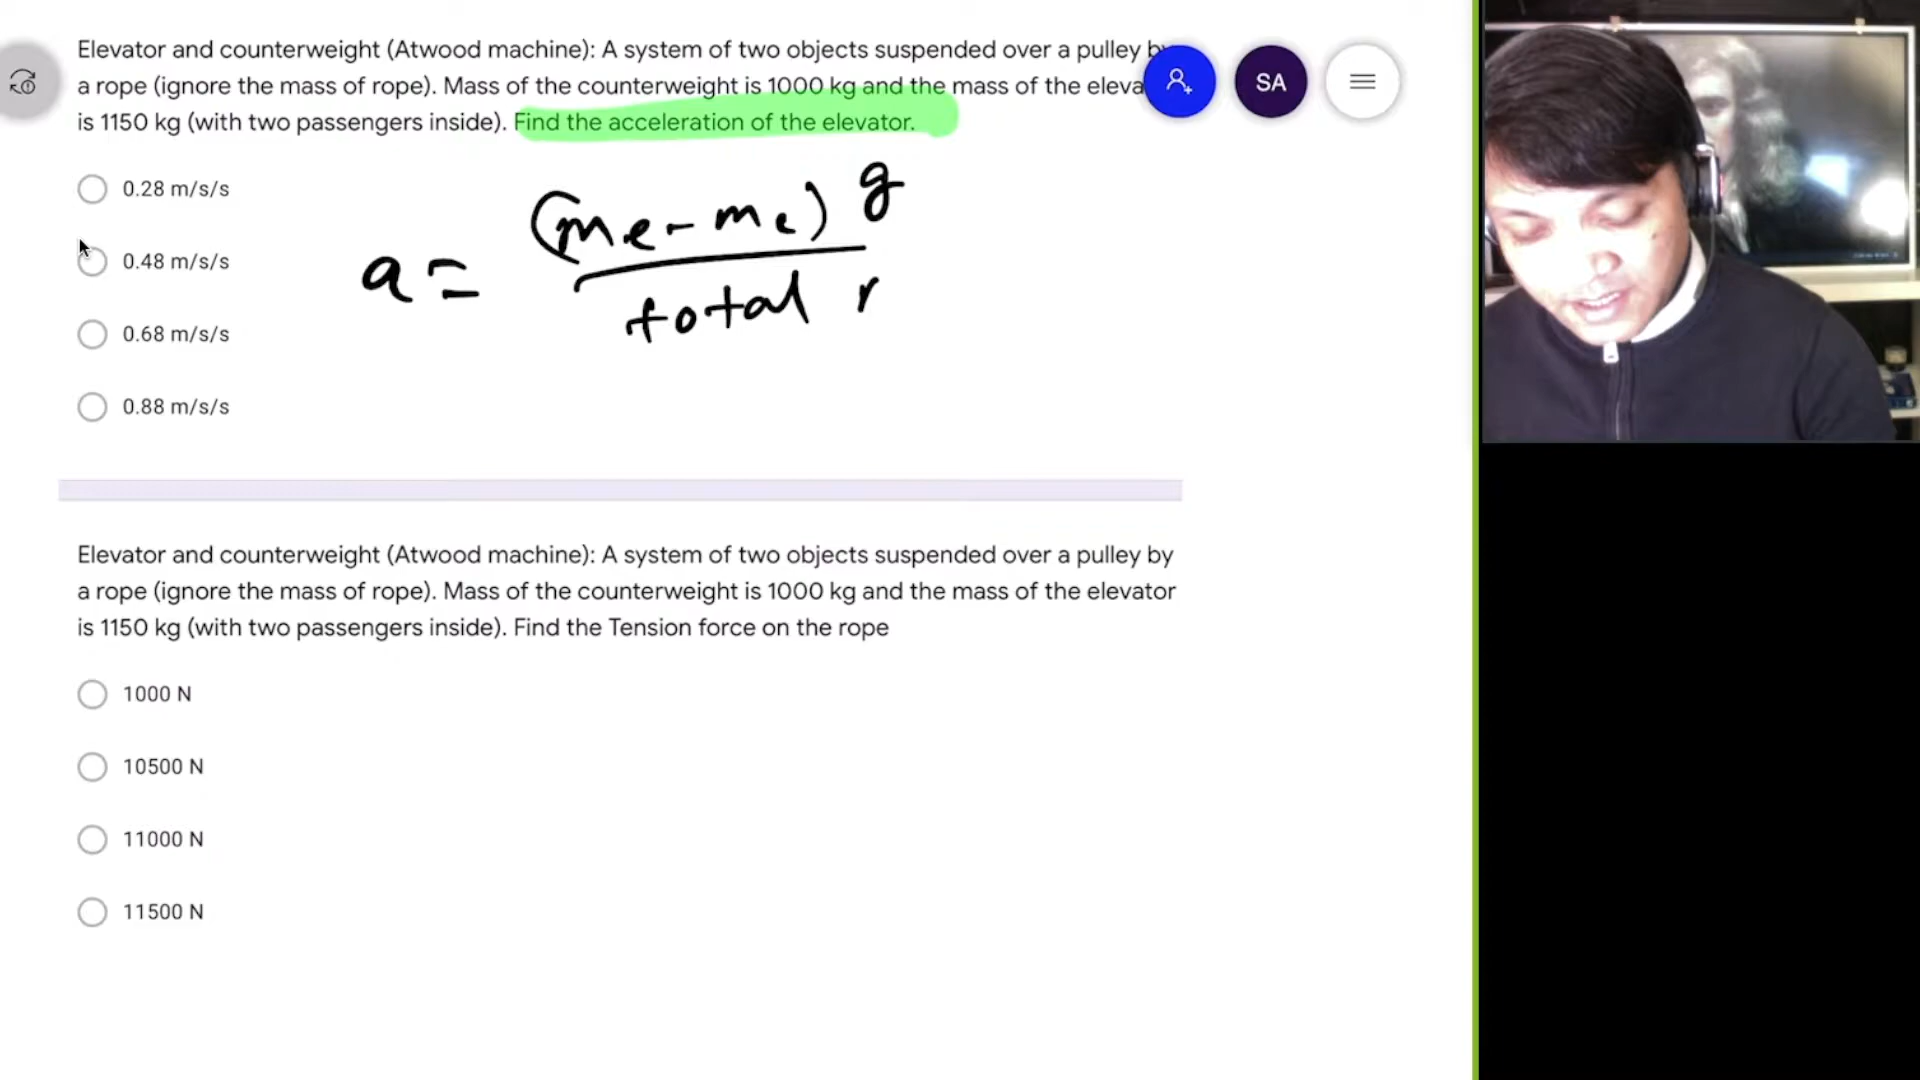 Elevator and counterweight (Atwood machine): A system of two objects suspended over a pulley
a rope (ignore the mass of rope). Mass of the counterweight is 1000 kg and the mass of the eleva
is 1150 kg (with two passengers inside). Find the acceleration of the elevator.
SA
0.28 m/s/s
0.48 m/s/s
0.68 m/s/s
0.88 m/s/s
a = (me - mc) g
total r
Elevator and counterweight (Atwood machine): A system of two objects suspended over a pulley by
a rope (ignore the mass of rope). Mass of the counterweight is 1000 kg and the mass of the elevator
is 1150 kg (with two passengers inside). Find the Tension force on the rope
1000 N
10500 N
11000 N
11500 N